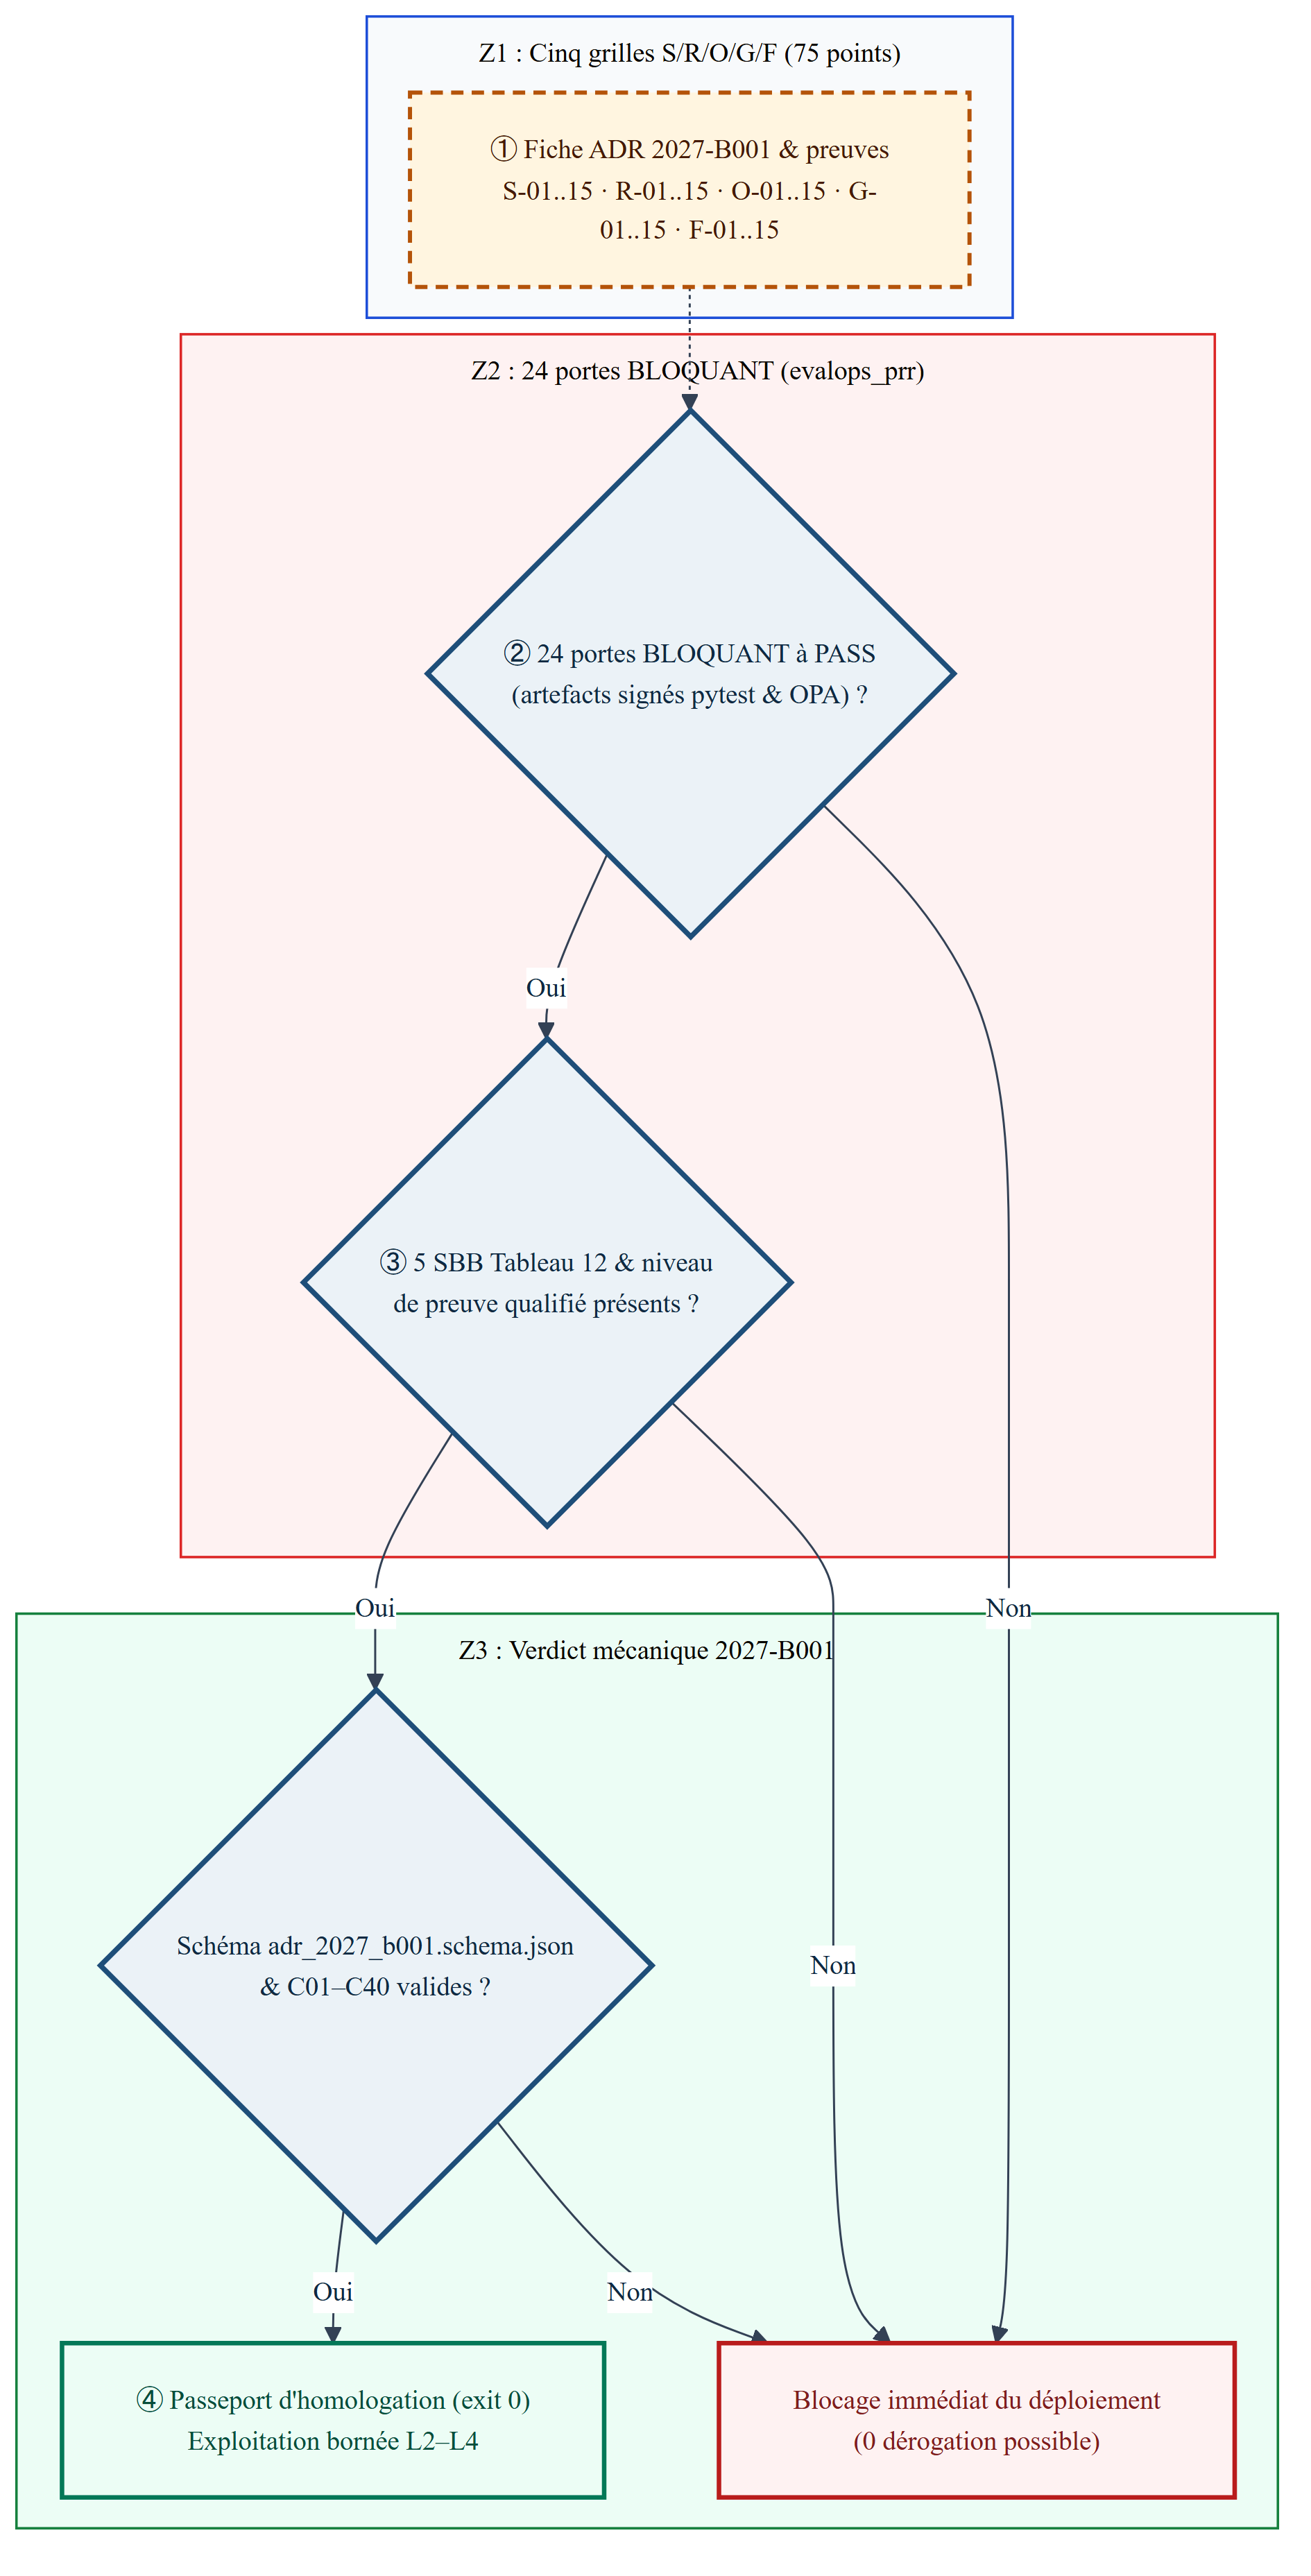 Z1 : Cinq grilles S/R/O/G/F (75 points)
① Fiche ADR 2027-B001 & preuves
S-01..15 · R-01..15 · O-01..15 · G-
01..15 · F-01..15
Z2 : 24 portes BLOQUANT (evalops_prr)
② 24 portes BLOQUANT à PASS
(artefacts signés pytest & OPA) ?
Oui
③ 5 SBB Tableau 12 & niveau
de preuve qualifié présents ?
Oui
Non
Z3 : Verdict mécanique 2027-B001
Schéma adr_2027_b001.schema.json
& C01–C40 valides ?
Non
Oui
Non
④ Passeport d'homologation (exit 0)
Exploitation bornée L2–L4
Blocage immédiat du déploiement
(0 dérogation possible)